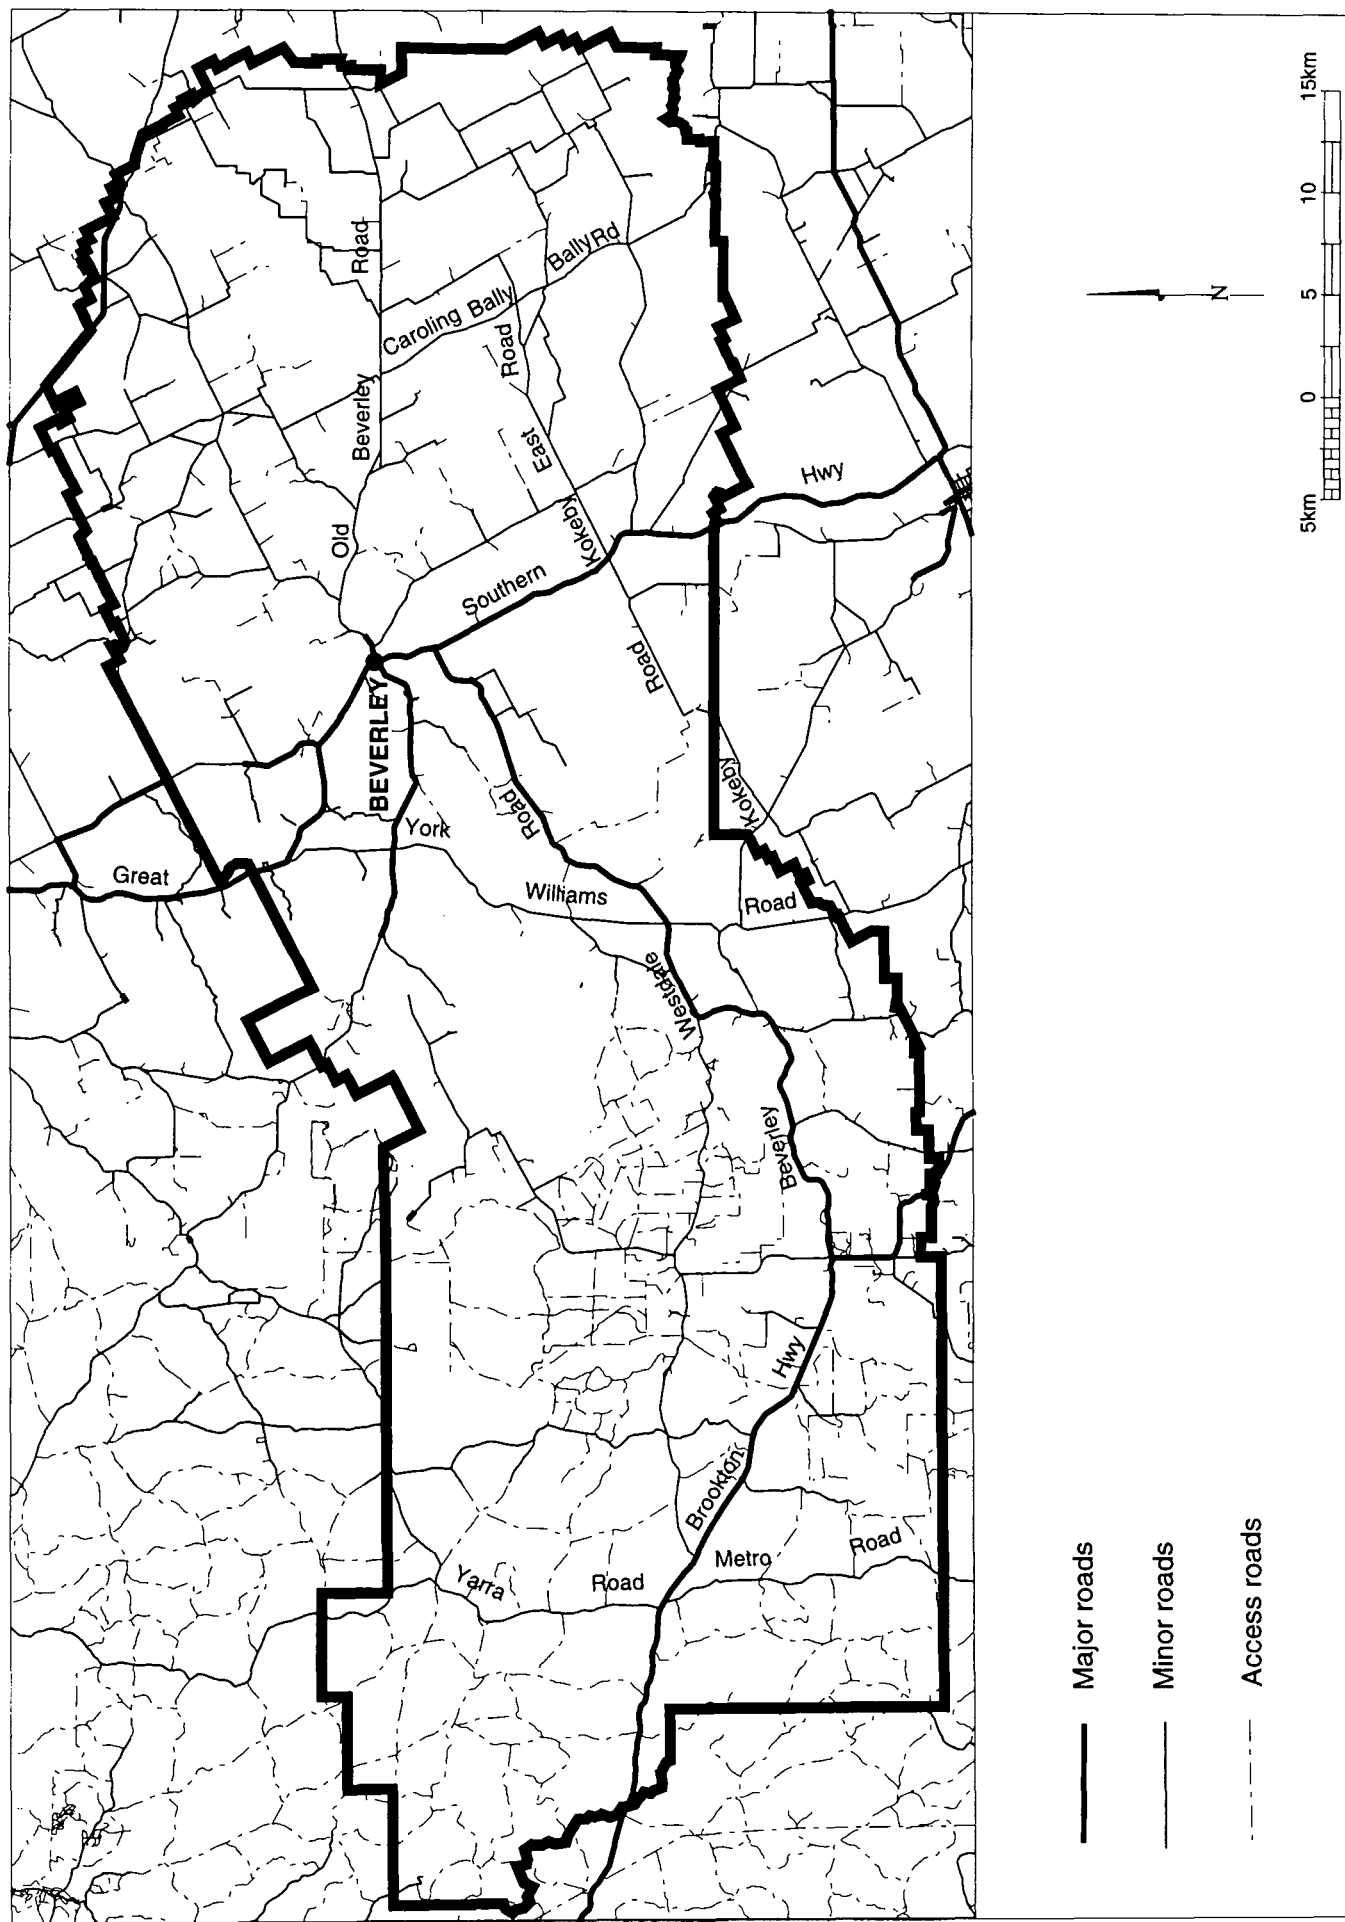 Great
York
BEVERLEY
Old
Beverley
Road
Caroling Bally
Bally Rd
Southern
Hwy
Kokeby
East
Road
Road
Kokeby
Williams
Road
Road
Westdale
Beverley
Brookton
Hwy
Yarra
Road
Metro
Road
Major roads
Minor roads
Access roads
N
5km
0
5
10
15km